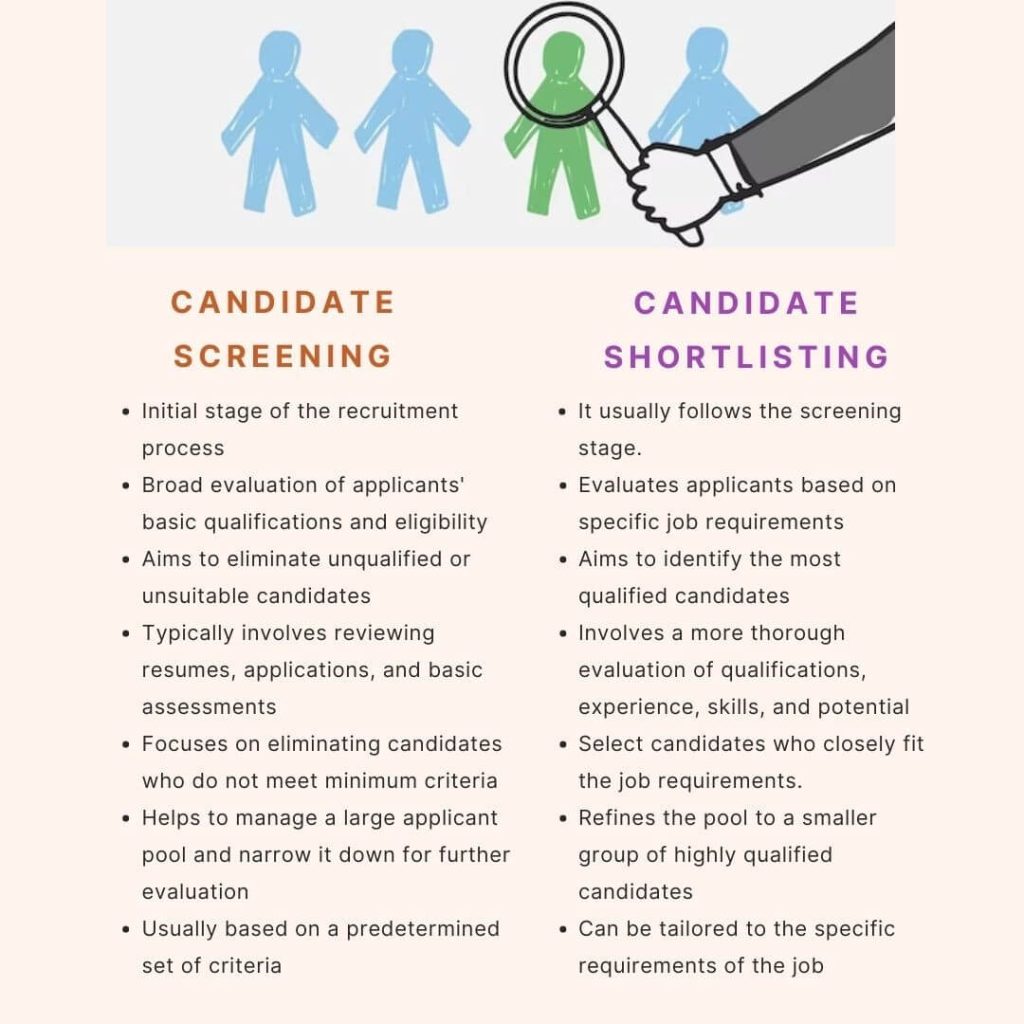 CANDIDATE
SCREENING
• Initial stage of the recruitment
process
• Broad evaluation of applicants'
basic qualifications and eligibility
• Aims to eliminate unqualified or
unsuitable candidates
• Typically involves reviewing
resumes, applications, and basic
assessments
• Focuses on eliminating candidates
who do not meet minimum criteria
• Helps to manage a large applicant
pool and narrow it down for further
evaluation
• Usually based on a predetermined
set of criteria
CANDIDATE
SHORTLISTING
• It usually follows the screening
stage.
• Evaluates applicants based on
specific job requirements
• Aims to identify the most
qualified candidates
• Involves a more thorough
evaluation of qualifications,
experience, skills, and potential
• Select candidates who closely fit
the job requirements.
• Refines the pool to a smaller
group of highly qualified
candidates
• Can be tailored to the specific
requirements of the job